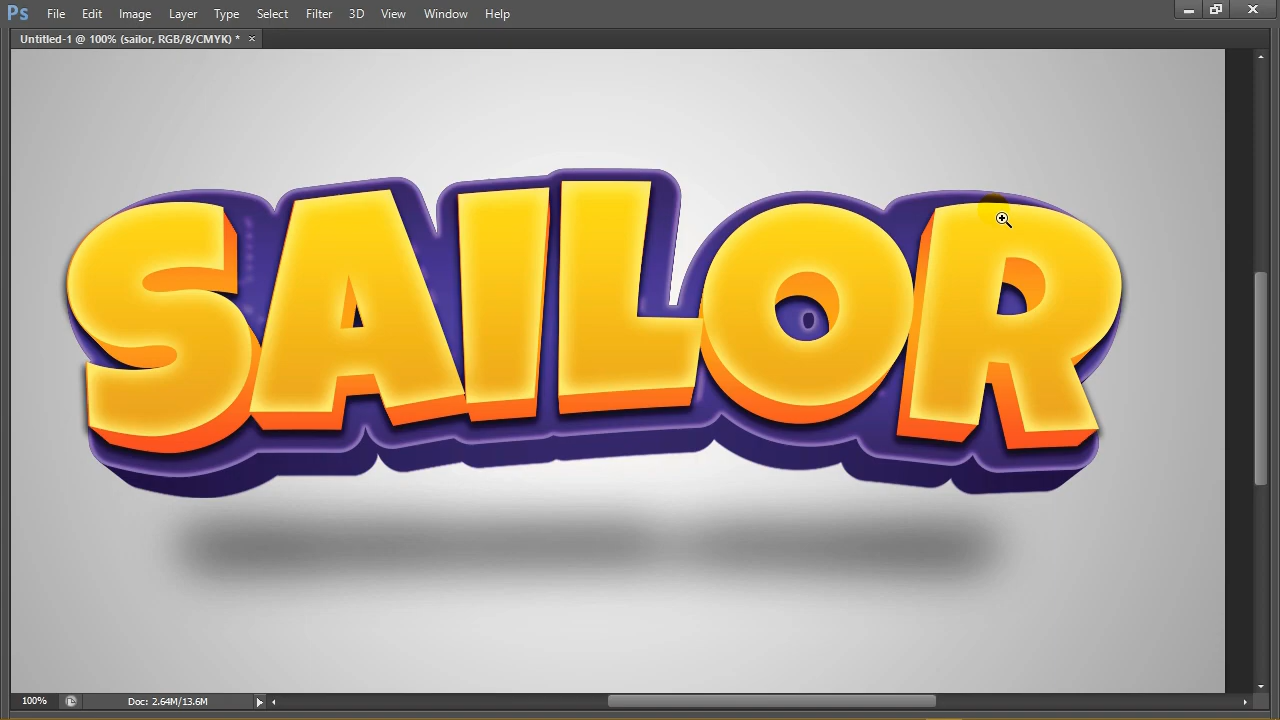 Ps File Edit Image Layer Type Select Filter 3D View Window Help
Untitled-1 @ 100% (sailor, RGB/8/CMYK) * ×
SAILOR
100% Doc: 2.64M/13.6M